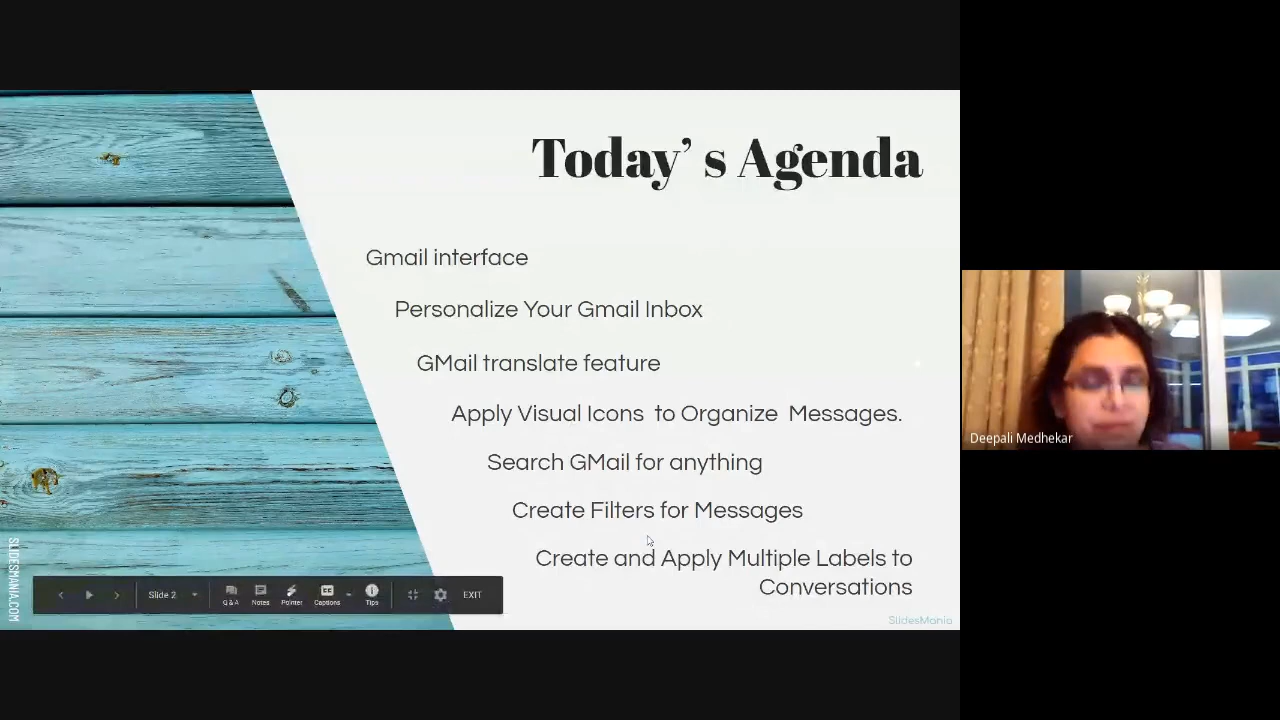 Today’ s Agenda
Gmail interface
Personalize Your Gmail Inbox
GMail translate feature
Apply Visual Icons  to Organize  Messages.
Search GMail for anything
Create Filters for Messages
Create and Apply Multiple Labels to
Conversations
SLIDESMANIA.COM
Slide 2
Q & A
Notes
Pointer
Captions
Tips
EXIT
SlidesMania
Deepali Medhekar